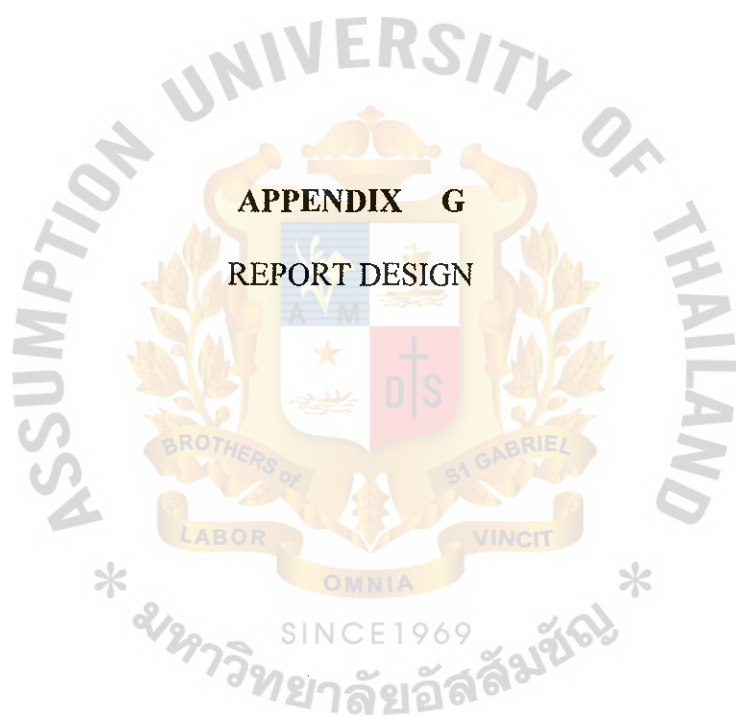 ASSUMPTION UNIVERSITY OF THAILAND
APPENDIX G
REPORT DESIGN
A M
D S
BROTHERS of
S1 GABRIEL
LABOR
VINCIT
OMNIA
SINCE1969
* มหาวิทยาลัยอัสสัมชัญ *